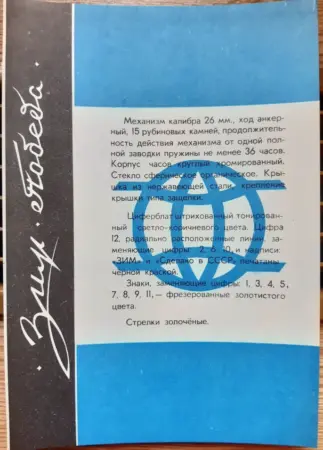 Зим. Победа.
Механизм калибра 26 мм., ход анкер-
ный, 15 рубиновых камней, продолжитель-
ность действия механизма от одной пол-
ной заводки пружины не менее 36 часов.
Корпус часов круглый хромированный.
Стекло сферическое органическое. Крыш-
ка из нержавеющей стали, крепление
крышки типа защелки.
Циферблат штрихованный тонированный
светло-коричневого цвета. Цифра
12, радиально расположенные линии, за-
меняющие цифры: 2, 6, 10, и надписи:
«ЗИМ» и «Сделано в СССР» печатаны
черной краской.
Знаки, заменяющие цифры: 1, 3, 4, 5,
7, 8, 9, 11,— фрезерованные золотистого
цвета.
Стрелки золочёные.